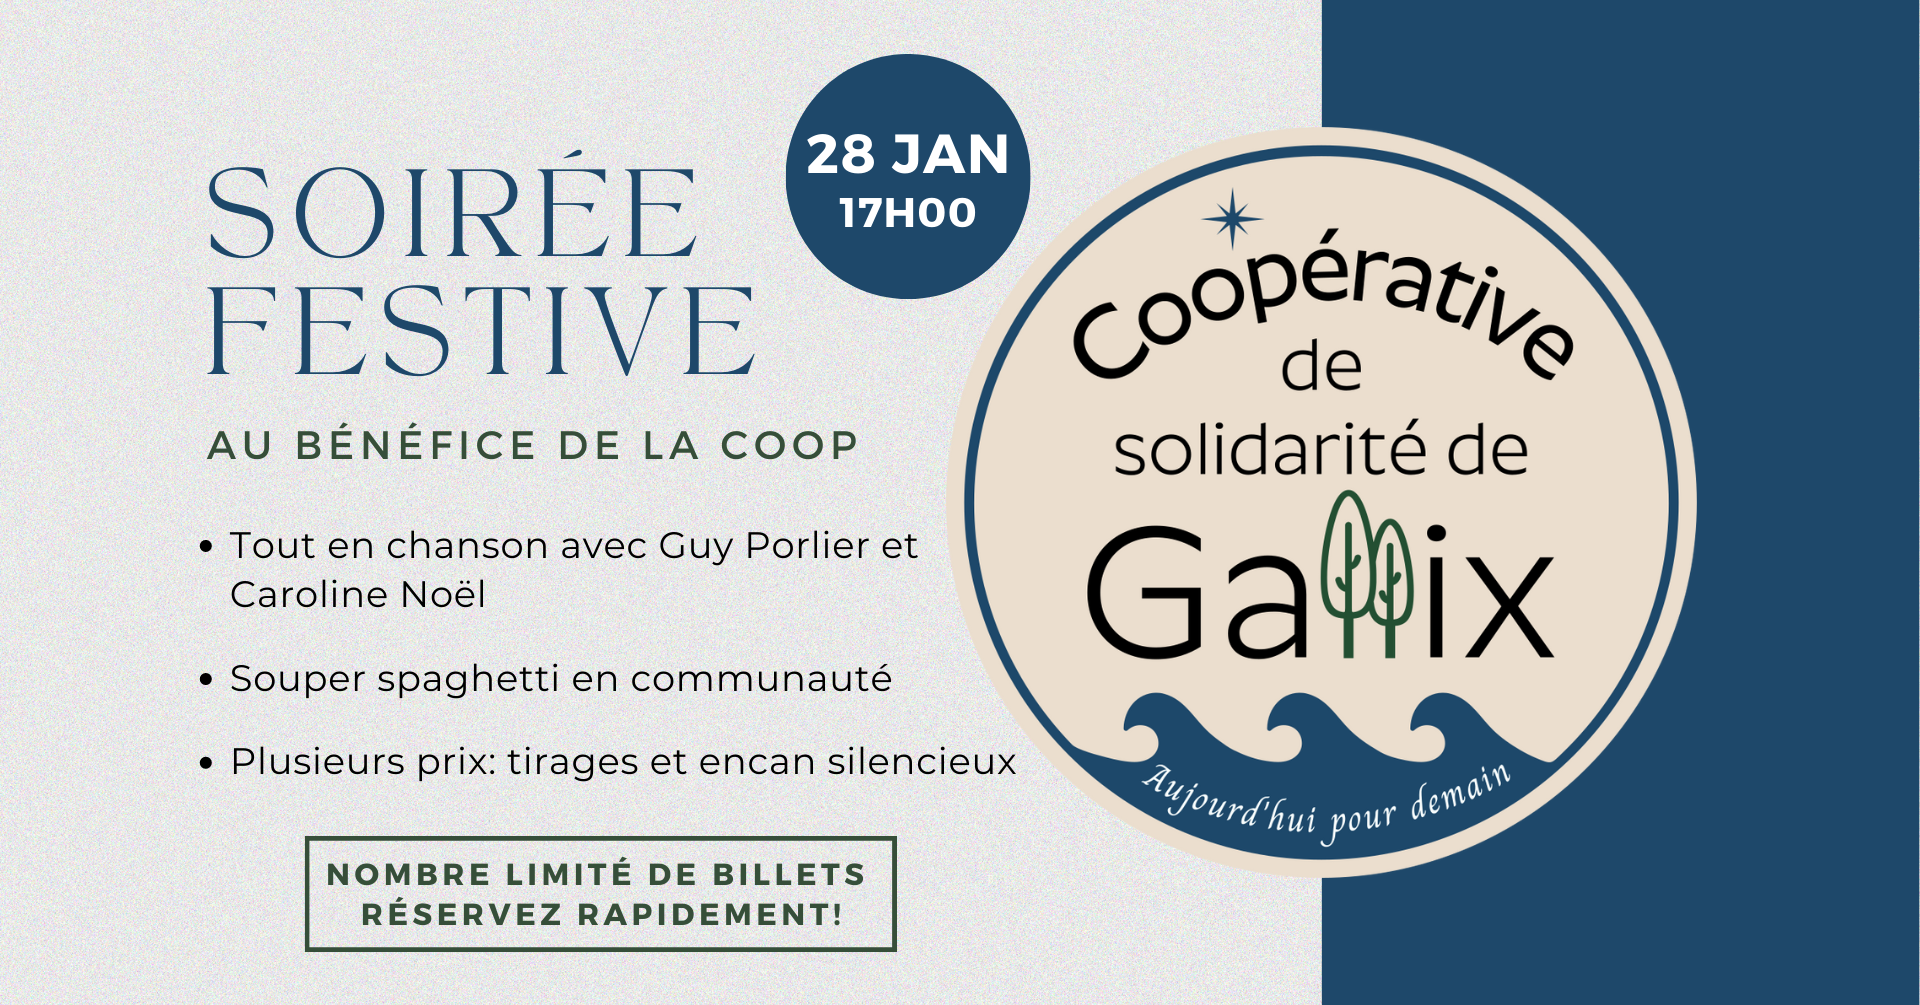 SOIRÉE
FESTIVE
28 JAN
17H00
AU BÉNÉFICE DE LA COOP
Tout en chanson avec Guy Porlier et
Caroline Noël
Souper spaghetti en communauté
Plusieurs prix: tirages et encan silencieux
NOMBRE LIMITÉ DE BILLETS
RÉSERVEZ RAPIDEMENT!
Coopérative
de
solidarité de
Gallix
Aujourd'hui pour demain